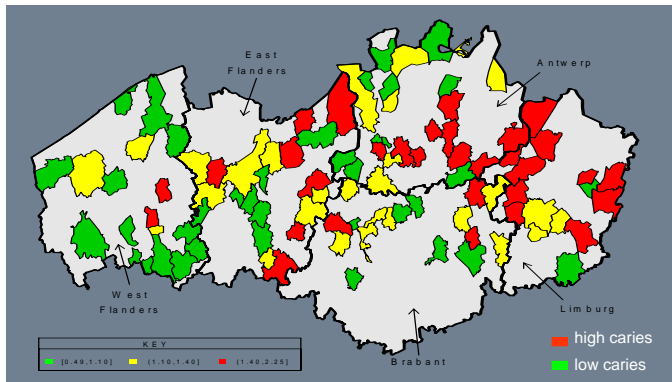 East
Flanders
Antwerp
West
Flanders
Limburg
Brabant
KEY
[0.49,1.10] (1.10,1.40] (1.40,2.25]
high caries
low caries